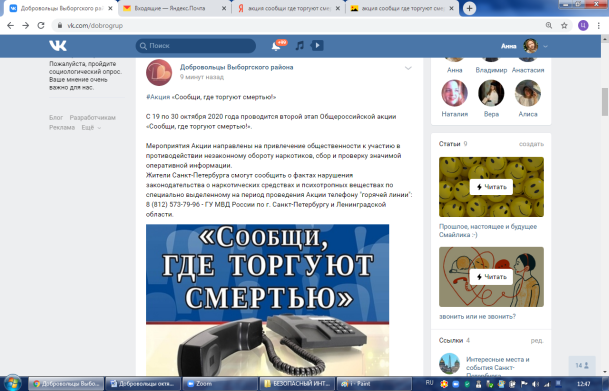 Добровольцы Выборгского рай
Входящие — Яндекс.Почта
акция сообщи где торгуют сме
акция сообщи где торгуют сме
vk.com/dobrogrup
Поиск
+99
Анна
Пожалуйста, пройдите
социологический опрос.
Ваше мнение очень
важно для нас.
Блог Разработчикам
Реклама Ещё
Добровольцы Выборгского района
9 минут назад
#Акция «Сообщи, где торгуют смертью!»
С 19 по 30 октября 2020 года проводится второй этап Общероссийской акции
«Сообщи, где торгуют смертью!».
Мероприятия Акции направлены на привлечение общественности к участию в
противодействии незаконному обороту наркотиков, сбор и проверку значимой
оперативной информации.
Жители Санкт-Петербурга смогут сообщить о фактах нарушения
законодательства о наркотических средствах и психотропных веществах по
специально выделенному на период проведения Акции телефону "горячей линии":
8 (812) 573-79-96 - ГУ МВД России по г. Санкт-Петербургу и Ленинградской
области.
«СООБЩИ,
ГДЕ ТОРГУЮТ
СМЕРТЬЮ»
Анна Владимир Анастасия
Наталия Вера Алиса
Статьи 9 создать
Читать
Прошлое, настоящее и будущее
Смайлика :-)
Читать
звонить или не звонить?
Ссылки 4 ред.
Интересные места и
события Санкт-
Петербурга
14
Добровольцы Выбо...
Добровольцы октя...
Zoom
БЕЗОПАСНЫЙ ИНТ...
i - Paint
RU
12:47